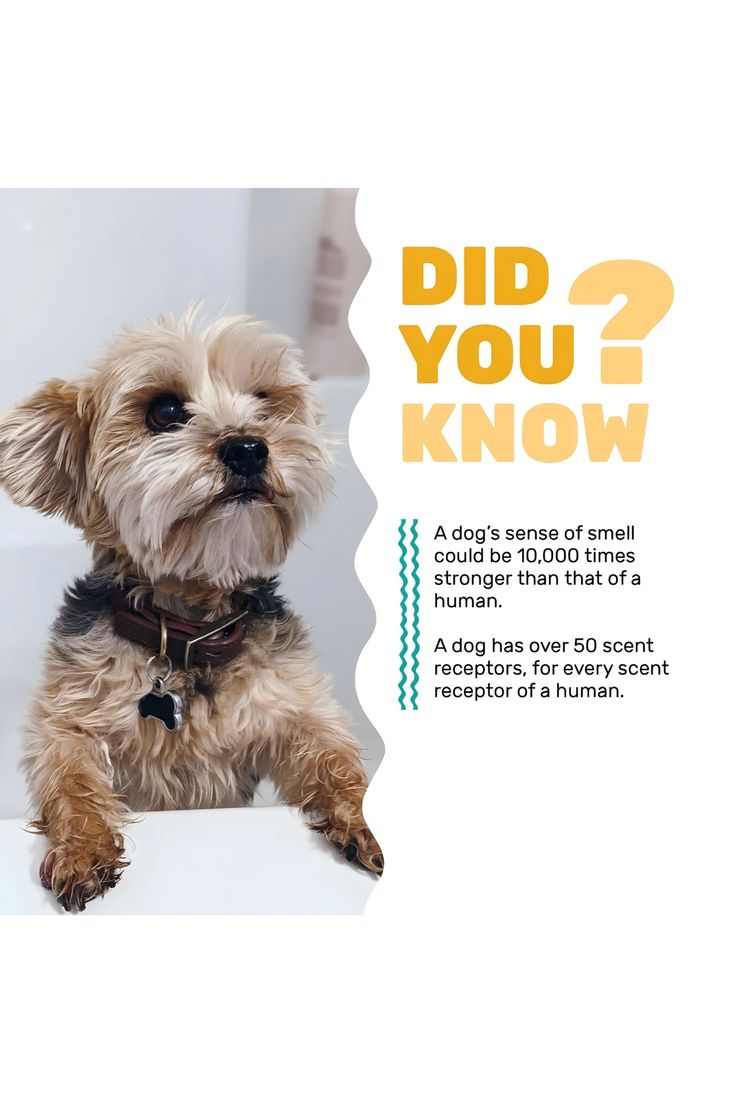 DID
YOU?
KNOW
A dog’s sense of smell
could be 10,000 times
stronger than that of a
human.
A dog has over 50 scent
receptors, for every scent
receptor of a human.